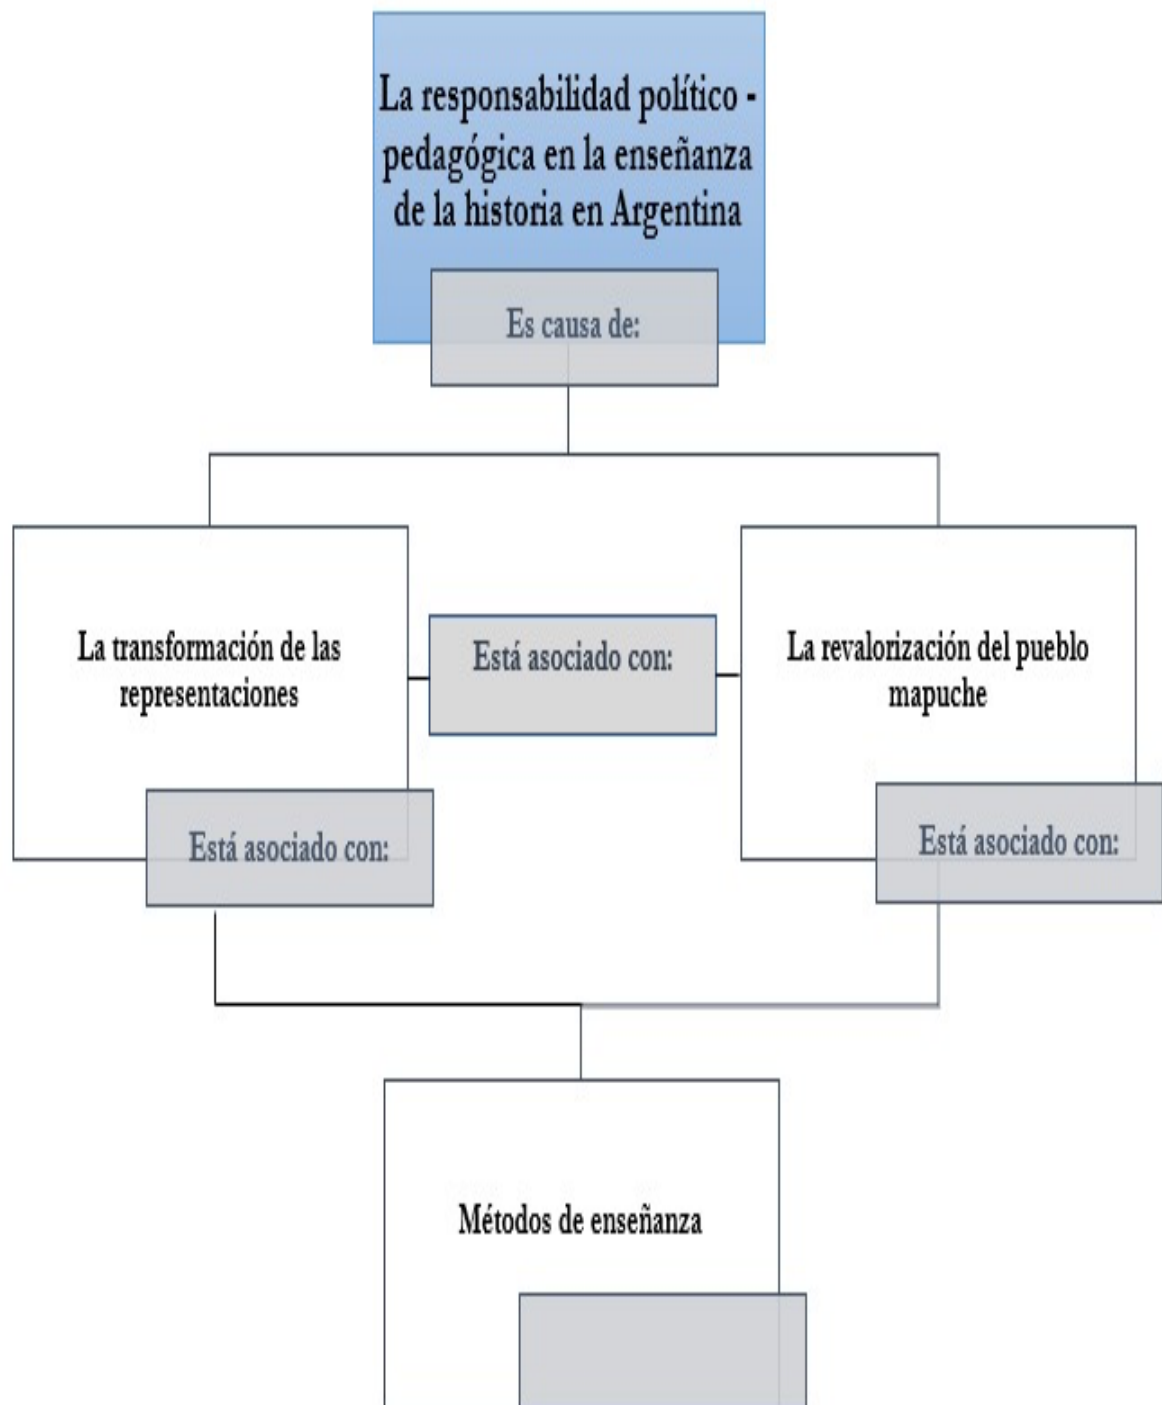 La responsabilidad político -
pedagógica en la enseñanza
de la historia en Argentina
Es causa de:
La transformación de las
representaciones
Está asociado con:
La revalorización del pueblo
mapuche
Está asociado con:
Está asociado con:
Métodos de enseñanza